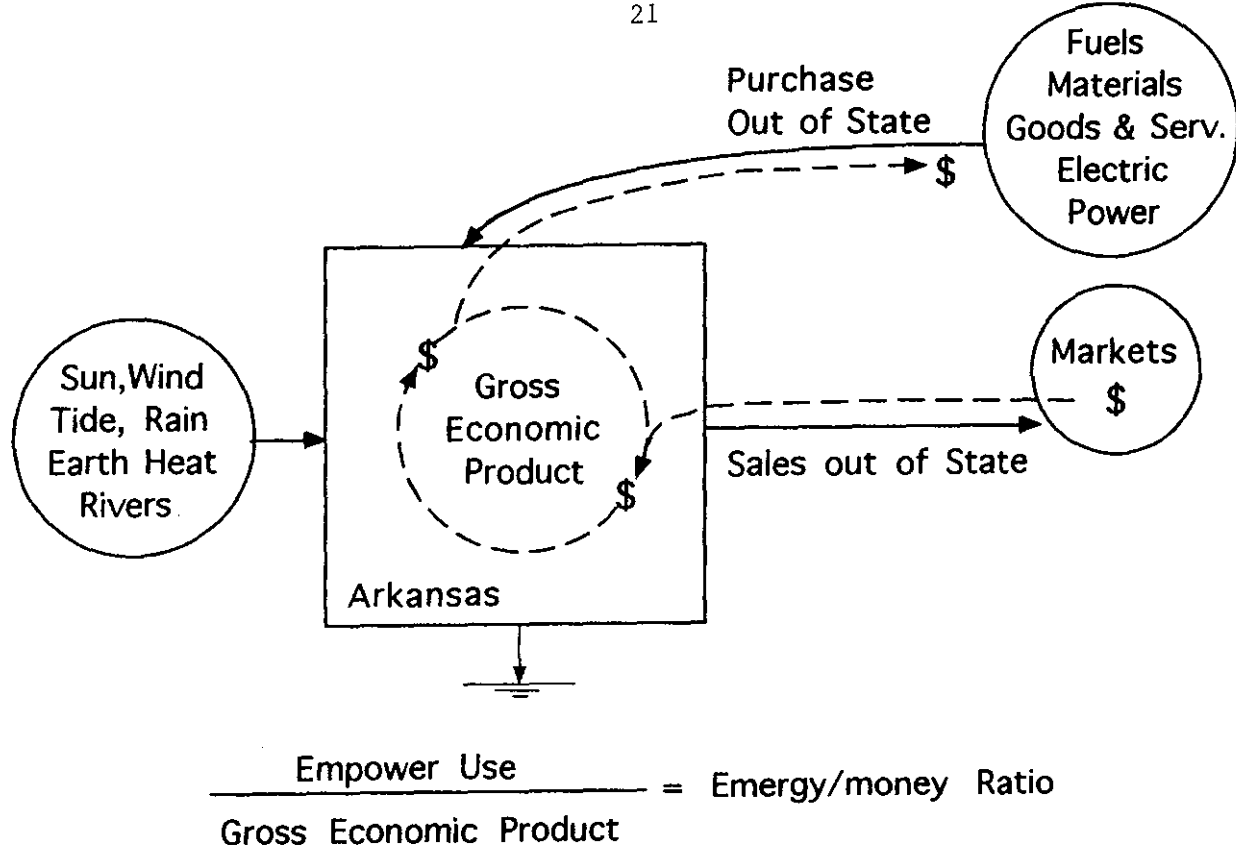 21
Fuels
Materials
Goods & Serv.
Electric
Power
Purchase
Out of State
$
Markets
$
Sun,Wind
Tide, Rain
Earth Heat
Rivers
$
Gross
Economic
Product
$
Sales out of State
Arkansas
Empower Use
Gross Economic Product
= Emergy/money Ratio